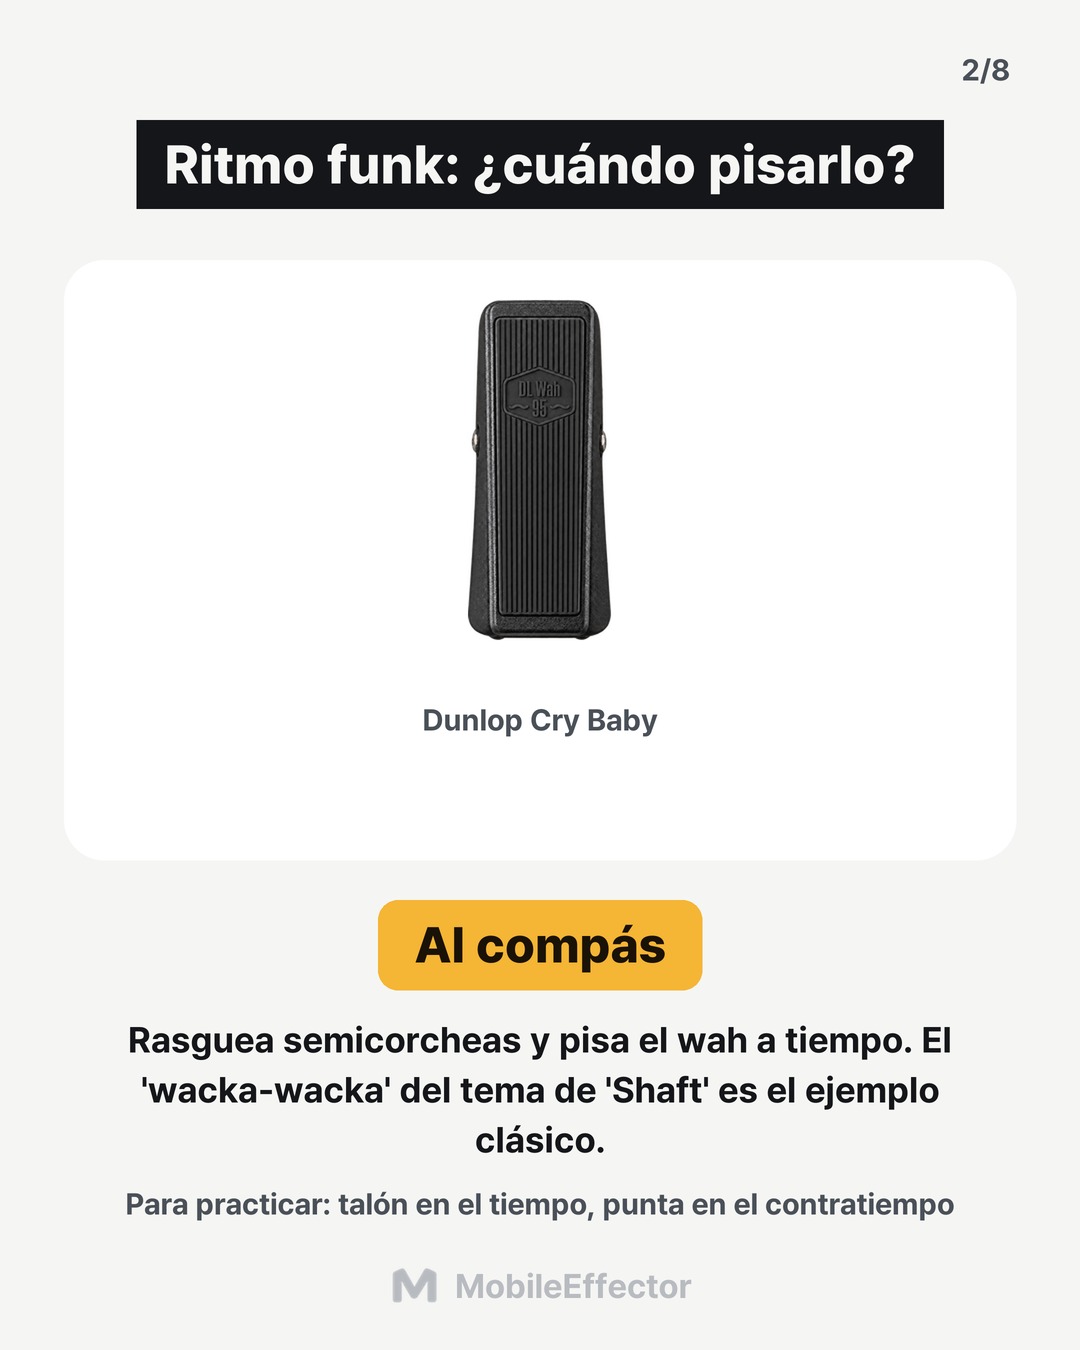 2/8
Ritmo funk: ¿cuándo pisarlo?
DL Wah
95
Dunlop Cry Baby
Al compás
Rasguea semicorcheas y pisa el wah a tiempo. El
'wacka-wacka' del tema de 'Shaft' es el ejemplo
clásico.
Para practicar: talón en el tiempo, punta en el contratiempo
MobileEffector